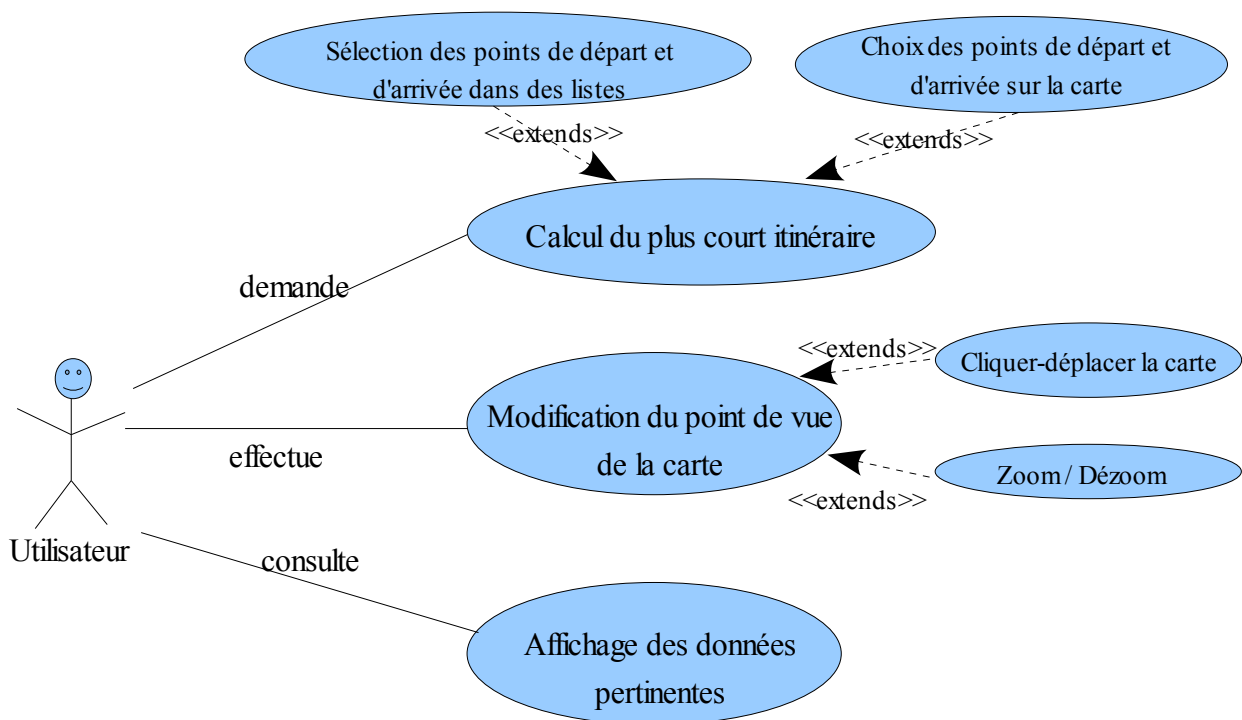 Sélection des points de départ et
d'arrivée dans des listes
Choix des points de départ et
d'arrivée sur la carte
<<extends>>
<<extends>>
Calcul du plus court itinéraire
demande
<<extends>>
Cliquer-déplacer la carte
Modification du point de vue
de la carte
effectue
Zoom / Dézoom
<<extends>>
Utilisateur
consulte
Affichage des données
pertinentes